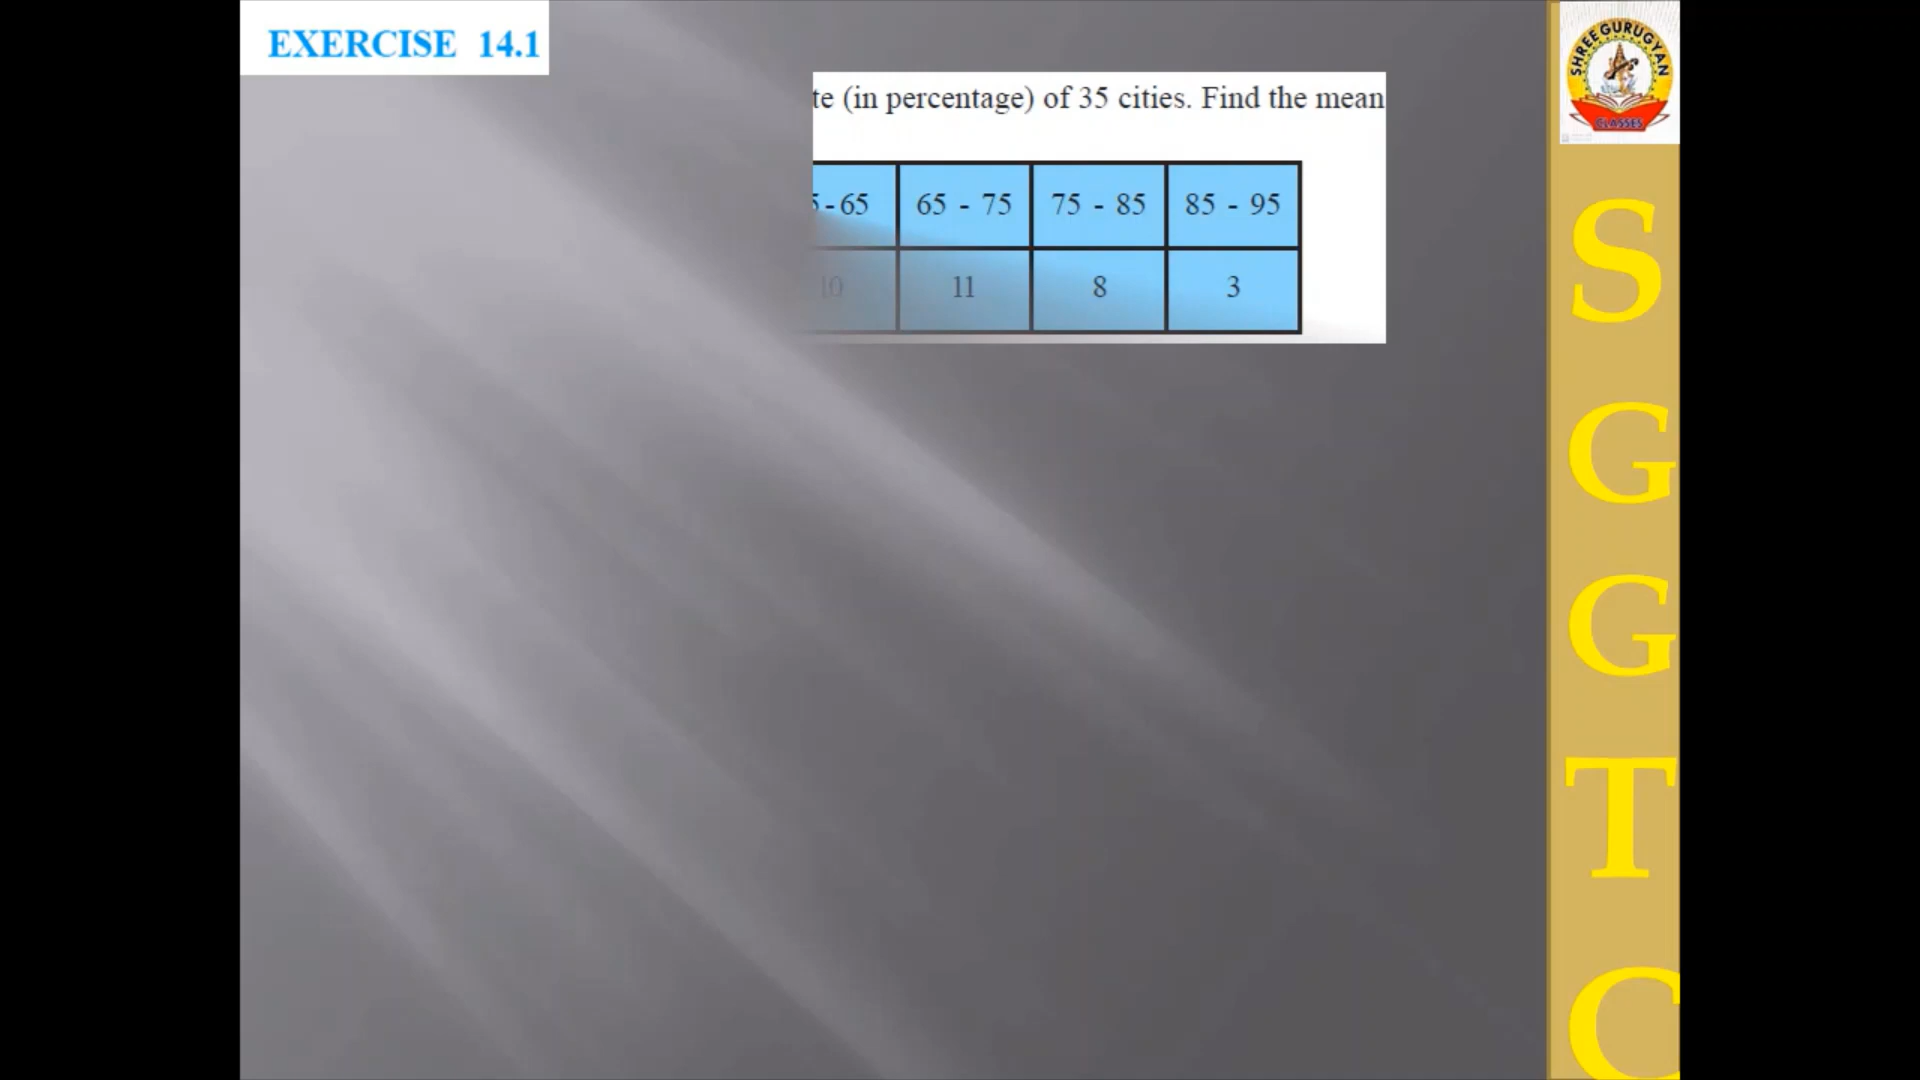 EXERCISE 14.1
(in percentage) of 35 cities. Find the mean
-65 65 - 75 75 - 85 85 - 95
10 11 8 3
SHREE GURUGYAN
CLASSES
S
G
G
T
C